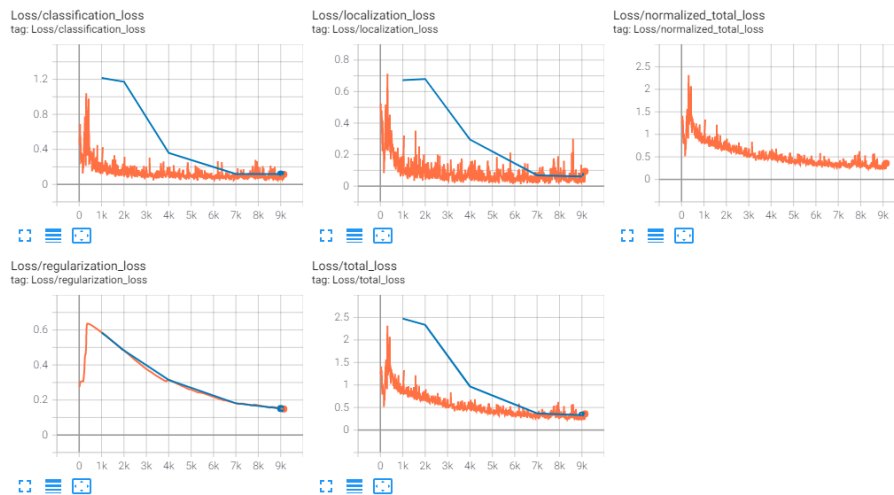 Loss/classification_loss
tag: Loss/classification_loss
1.2
0.8
0.4
0
0 1k 2k 3k 4k 5k 6k 7k 8k 9k
Loss/localization_loss
tag: Loss/localization_loss
0.8
0.6
0.4
0.2
0
0 1k 2k 3k 4k 5k 6k 7k 8k 9k
Loss/normalized_total_loss
tag: Loss/normalized_total_loss
2.5
2
1.5
1
0.5
0
0 1k 2k 3k 4k 5k 6k 7k 8k 9k
Loss/regularization_loss
tag: Loss/regularization_loss
0.6
0.4
0.2
0
0 1k 2k 3k 4k 5k 6k 7k 8k 9k
Loss/total_loss
tag: Loss/total_loss
2.5
2
1.5
1
0.5
0
0 1k 2k 3k 4k 5k 6k 7k 8k 9k